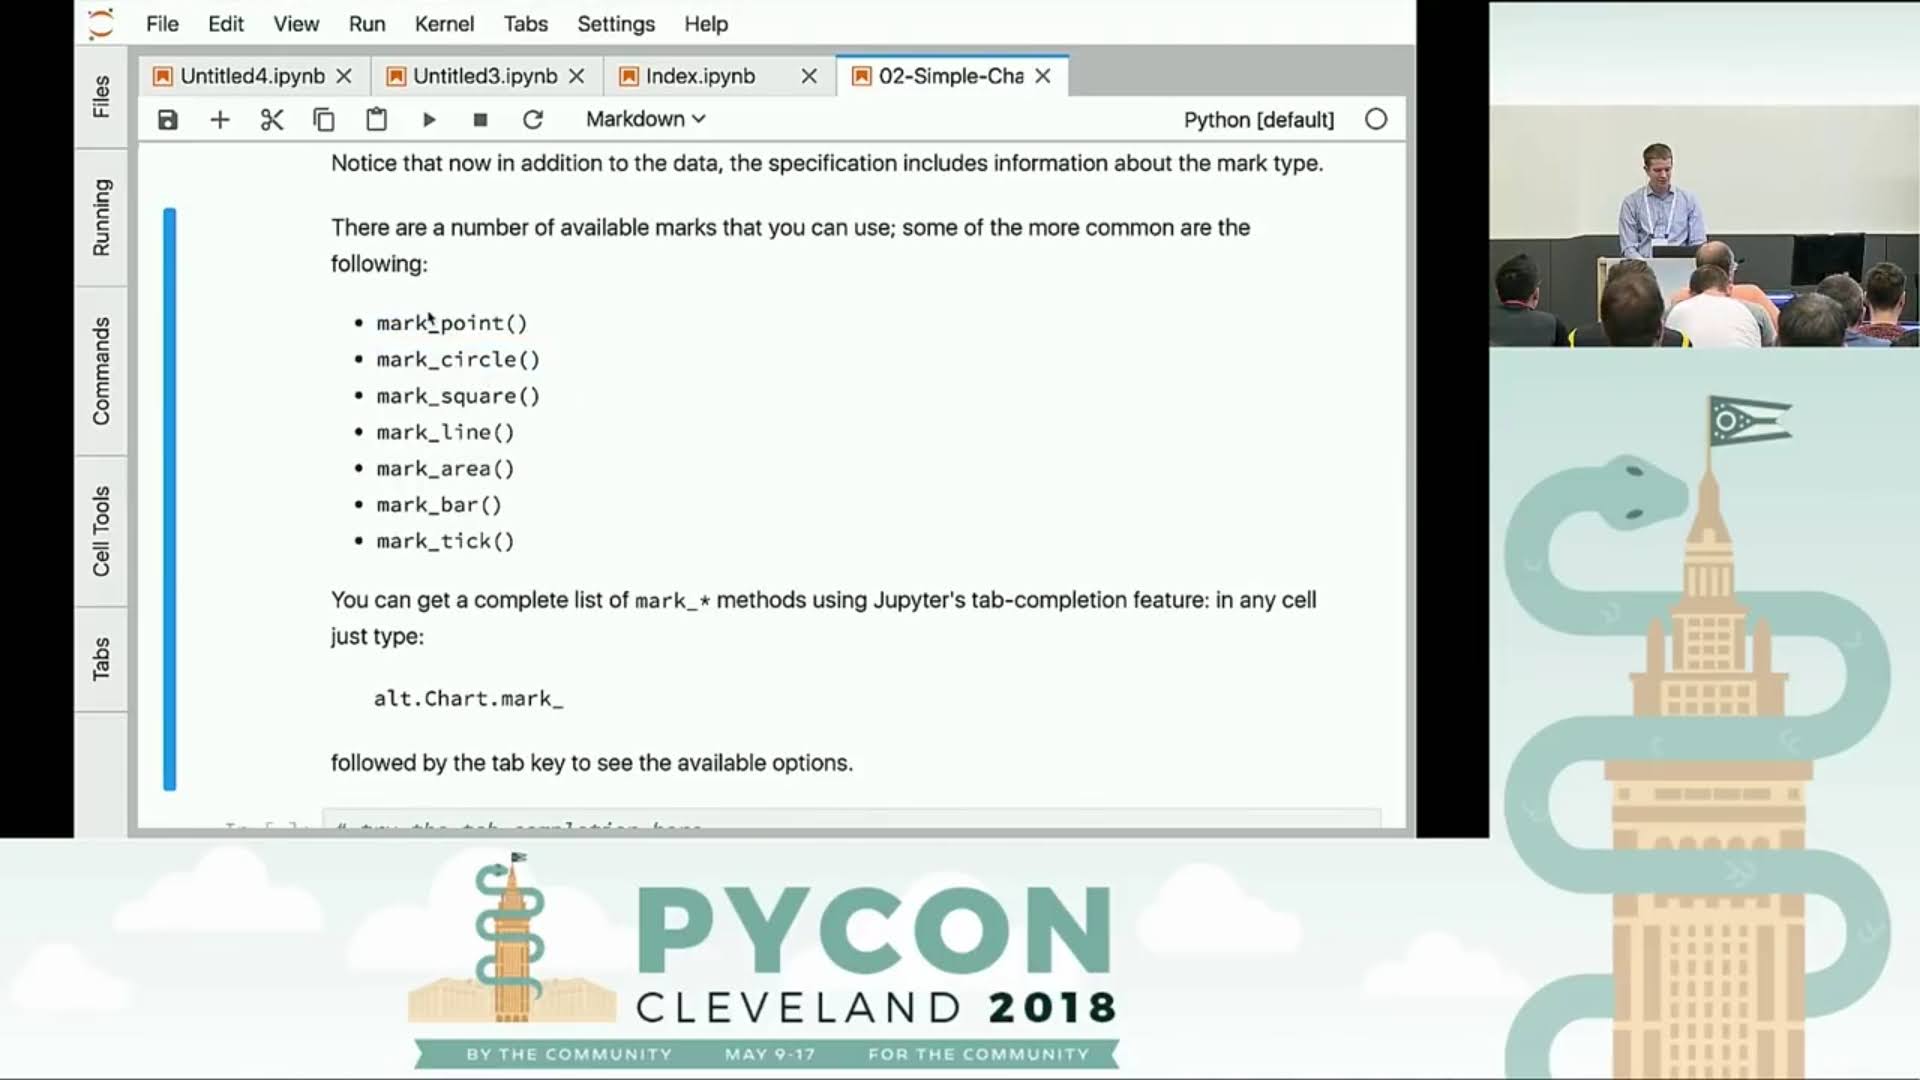 File Edit View Run Kernel Tabs Settings Help
Untitled4.ipynb Untitled3.ipynb Index.ipynb 02-Simple-Cha
Markdown Python [default]
Files
Running
Commands
Cell Tools
Tabs
Notice that now in addition to the data, the specification includes information about the mark type.
There are a number of available marks that you can use; some of the more common are the
following:
• mark_point()
• mark_circle()
• mark_square()
• mark_line()
• mark_area()
• mark_bar()
• mark_tick()
You can get a complete list of mark_* methods using Jupyter's tab-completion feature: in any cell
just type:
alt.Chart.mark_
followed by the tab key to see the available options.
PYCON
CLEVELAND 2018
BY THE COMMUNITY MAY 9-17 FOR THE COMMUNITY